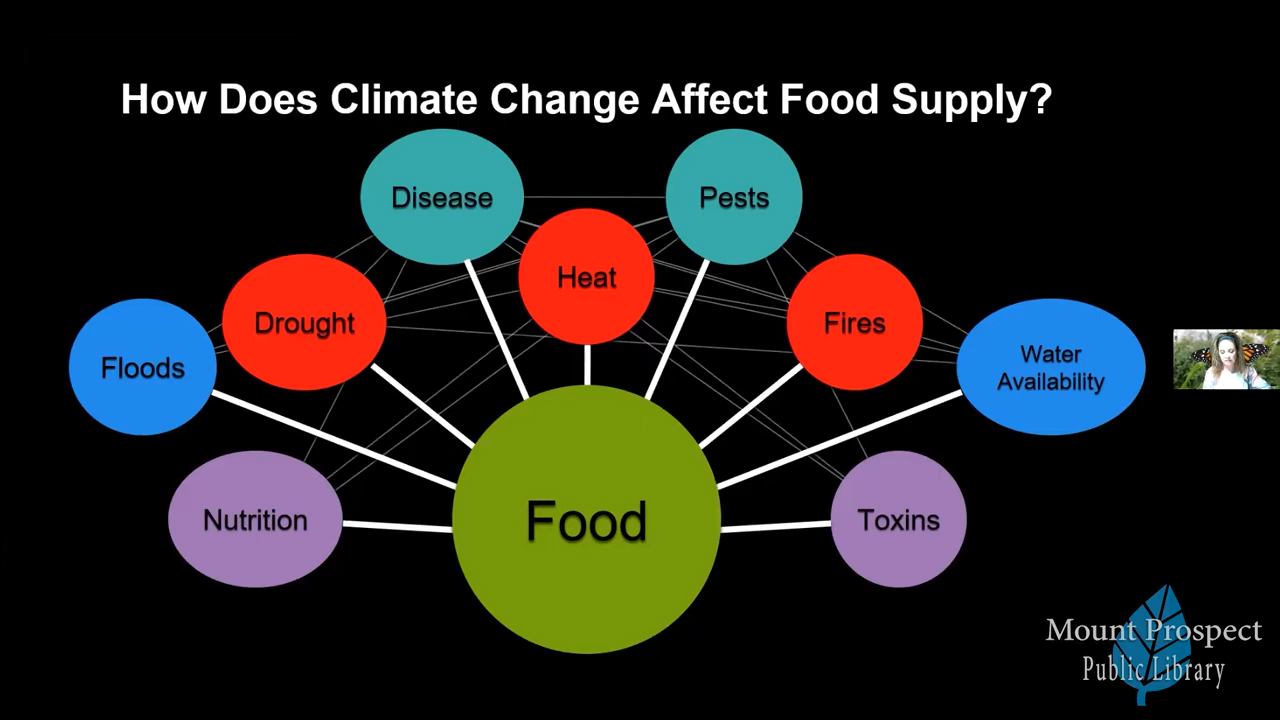 How Does Climate Change Affect Food Supply?
Disease
Pests
Heat
Drought
Fires
Floods
Water
Availability
Nutrition
Food
Toxins
Mount Prospect
Public Library